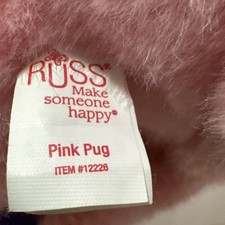 RUSS®
Make
someone
happy®
Pink Pug
ITEM #12226